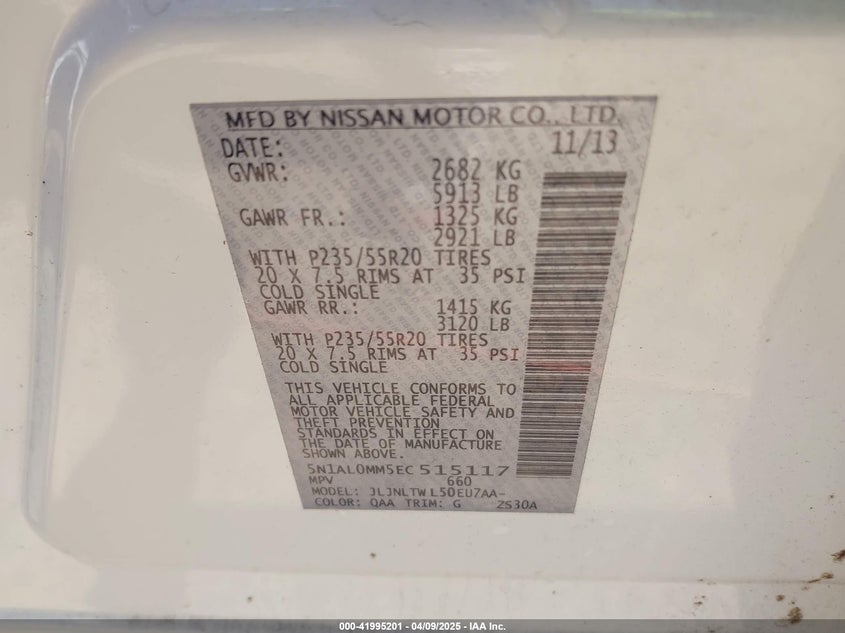 MFD BY NISSAN MOTOR CO., LTD.
DATE: 11/13
GVWR: 2682 KG
5913 LB
GAWR FR.: 1325 KG
2921 LB
WITH P235/55R20 TIRES
20 X 7.5 RIMS AT 35 PSI
COLD SINGLE
GAWR RR.: 1415 KG
3120 LB
WITH P235/55R20 TIRES
20 X 7.5 RIMS AT 35 PSI
COLD SINGLE
THIS VEHICLE CONFORMS TO
ALL APPLICABLE FEDERAL
MOTOR VEHICLE SAFETY AND
THEFT PREVENTION
STANDARDS IN EFFECT ON
THE DATE OF MANUFACTURE
SHOWN ABOVE.
5N1AL0MM5EC515117
MPV 660
MODEL: JLJNLTWL50EU7AA-
COLOR: QAA TRIM: G ZS30A
000-41995201 | 04/09/2025 - IAA Inc.